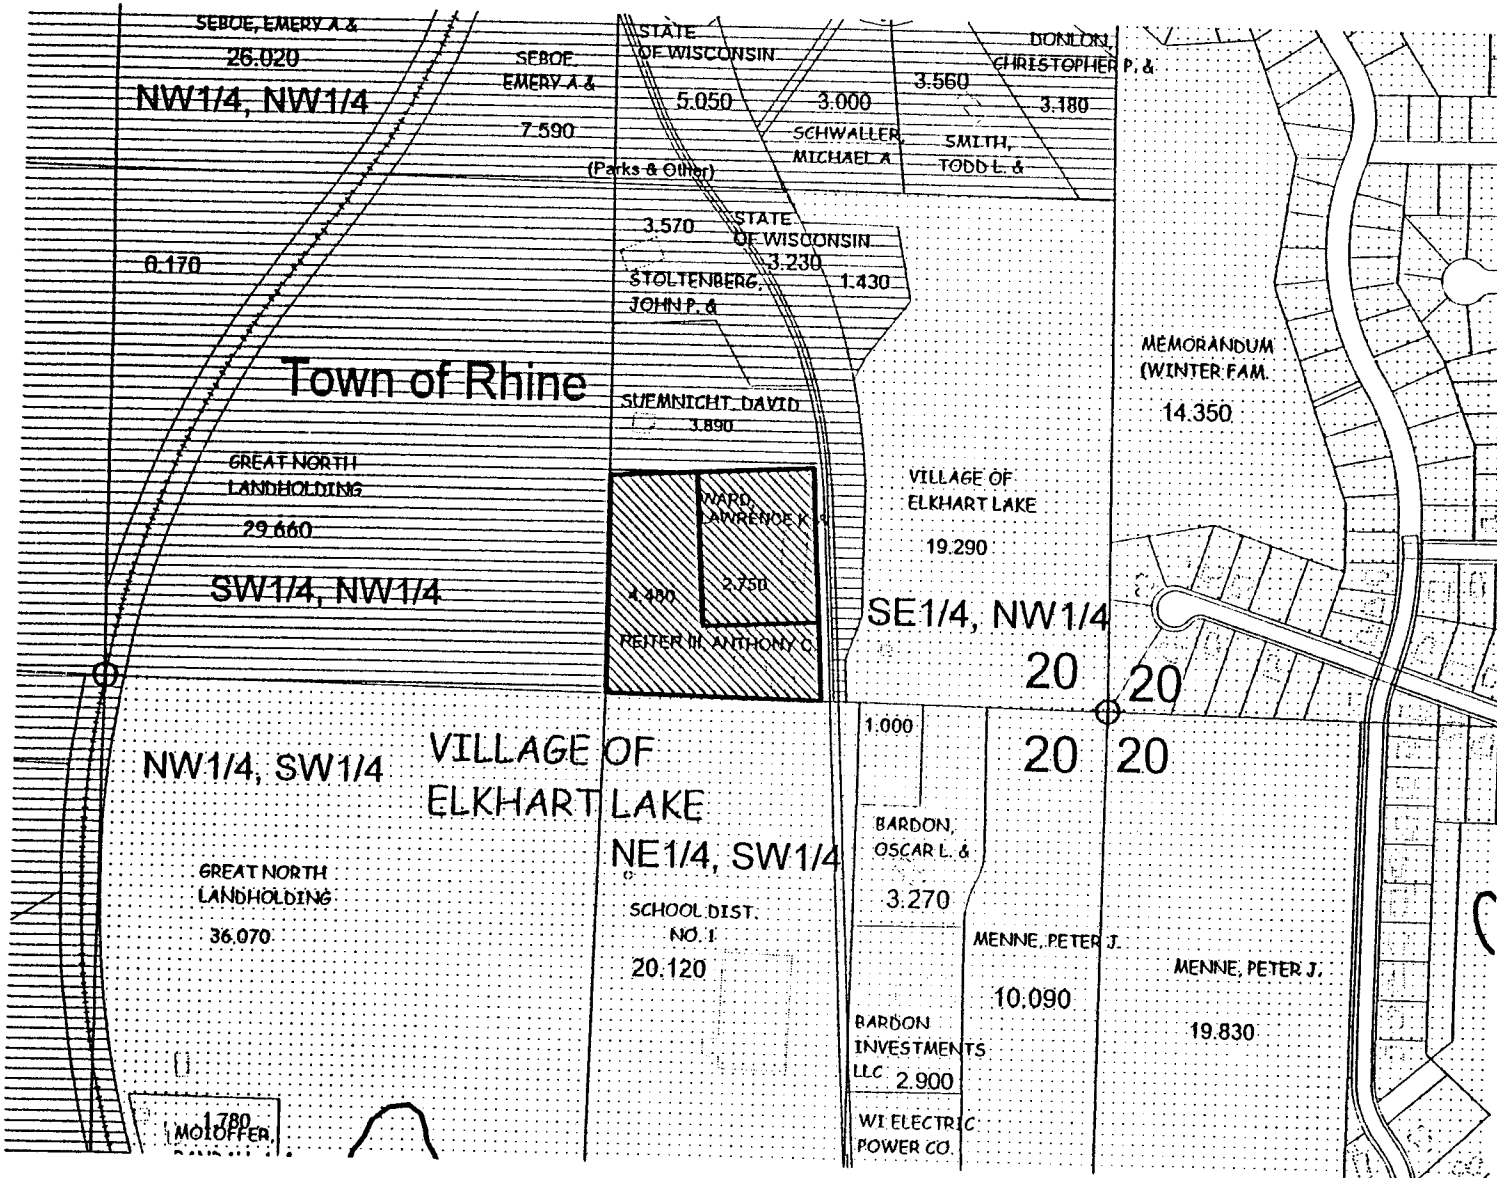 SEBOE, EMERY A &
26.020
NW1/4, NW1/4
SEBOE,
EMERY A &
7.590
STATE
OF WISCONSIN
5.050
3.000
SCHWALLER,
MICHAEL A
3.560
SMITH,
TODD L. &
DONLON,
CHRISTOPHER P. &
3.180
(Parks & Other)
6.170
3.570
STATE
OF WISCONSIN
3.230
1.430
STOLTENBERG,
JOHN P. &
Town of Rhine
SUEMNICHT, DAVID
3.890
MEMORANDUM
(WINTER FAM.
14.350
GREAT NORTH
LANDHOLDING
29.660
SW1/4, NW1/4
WARD,
LAWRENCE K &
2.750
4.480
REITER III, ANTHONY C
VILLAGE OF
ELKHART LAKE
19.290
SE1/4, NW1/4
20
20
20
20
NW1/4, SW1/4
VILLAGE OF
ELKHART LAKE
NE1/4, SW1/4
1.000
BARDON,
OSCAR L. &
3.270
GREAT NORTH
LANDHOLDING
36.070
SCHOOL DIST.
NO. 1
20.120
MENNE, PETER J.
10.090
MENNE, PETER J.
19.830
BARDON
INVESTMENTS
LLC 2.900
WI ELECTRIC
POWER CO.
1.780